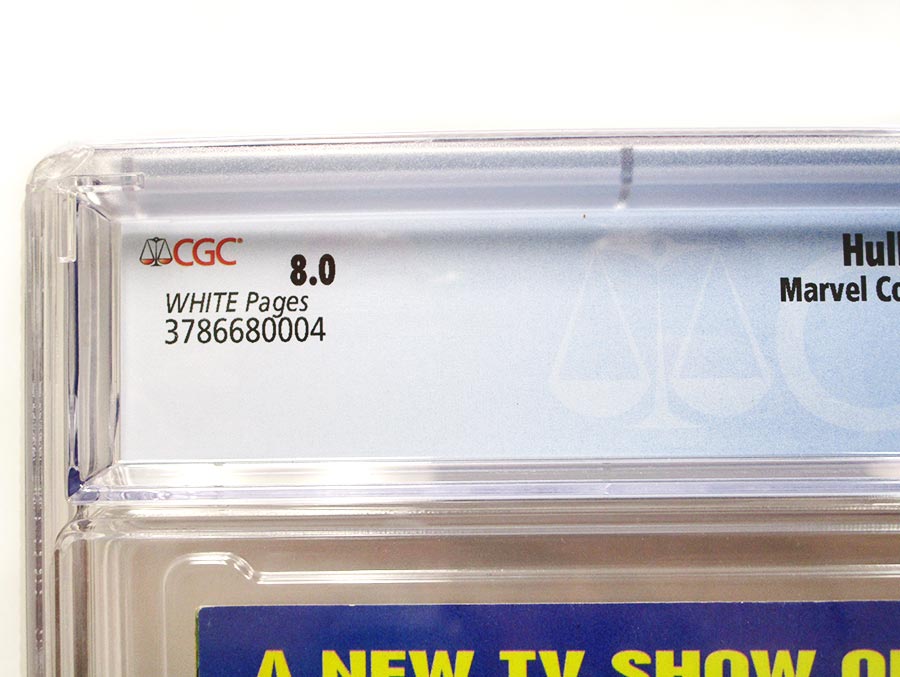 CGC 8.0
WHITE Pages
3786680004
Hul
Marvel Co
A NEW TV SHOW O